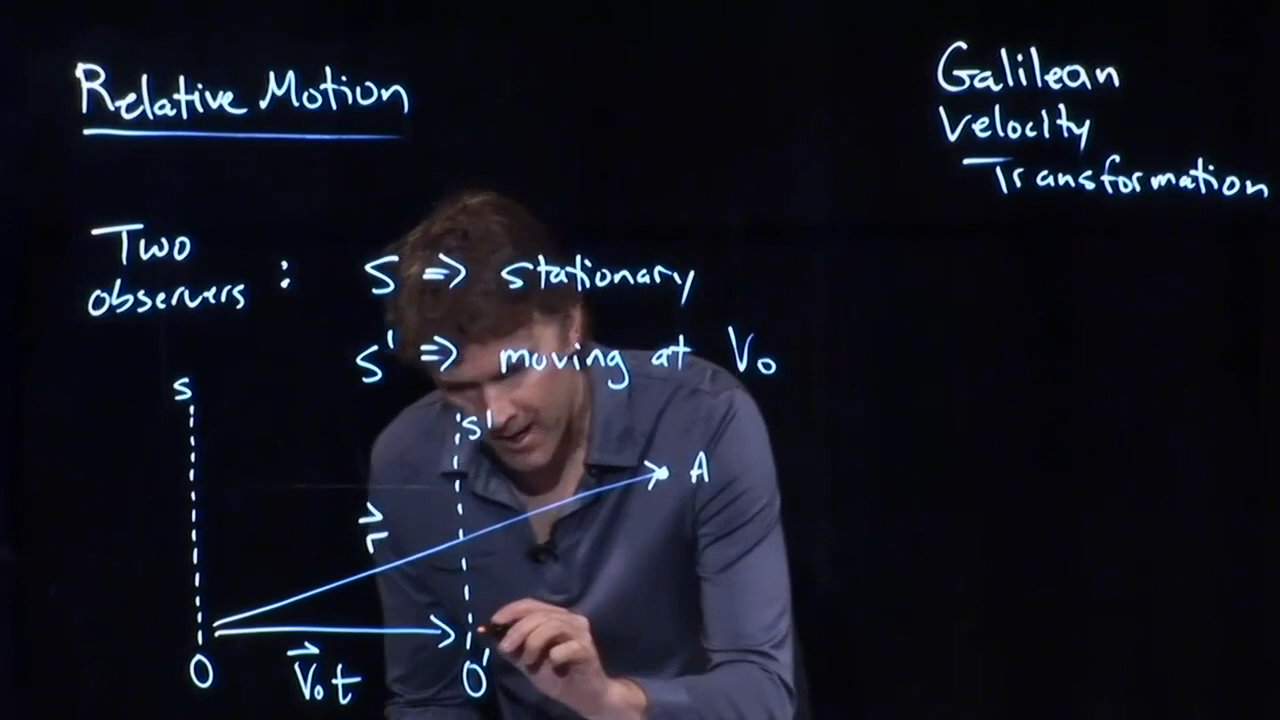 Relative Motion
Galilean
Velocity
Transformation
Two
observers :
S => stationary
S' => moving at V₀
S
S'
A
r⃗
O
V⃗₀t
O'